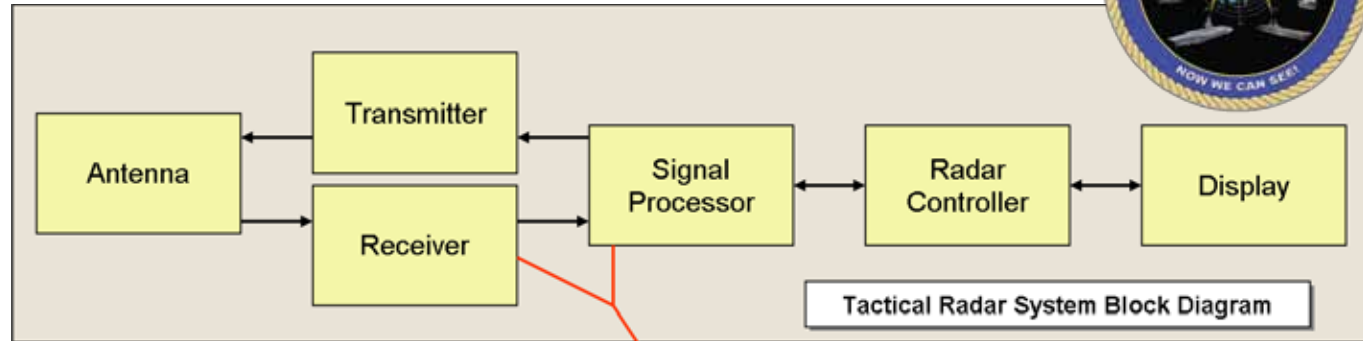 NOW WE CAN SEE!
Transmitter
Antenna
Signal
Processor
Radar
Controller
Display
Receiver
Tactical Radar System Block Diagram